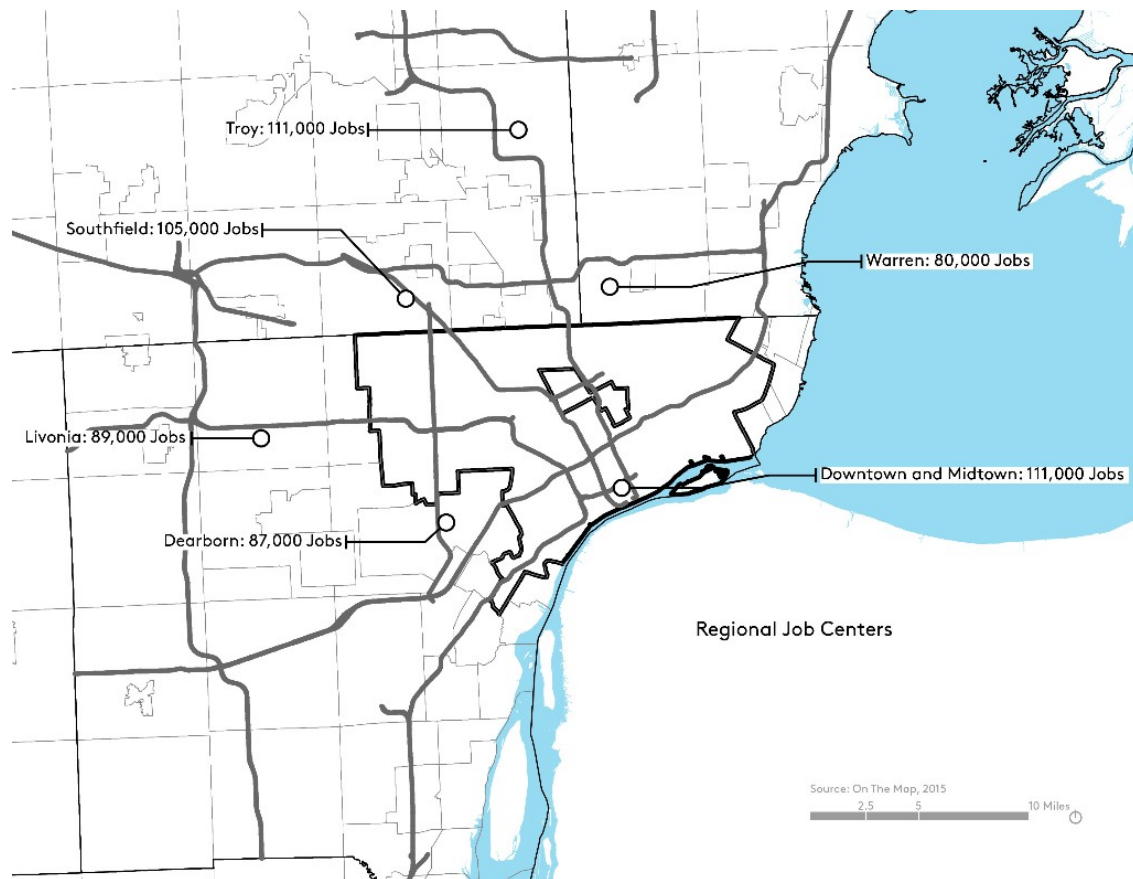 Troy: 111,000 Jobs
Southfield: 105,000 Jobs
Warren: 80,000 Jobs
Livonia: 89,000 Jobs
Downtown and Midtown: 111,000 Jobs
Dearborn: 87,000 Jobs
Regional Job Centers
Source: On The Map, 2015
2.5 5 10 Miles